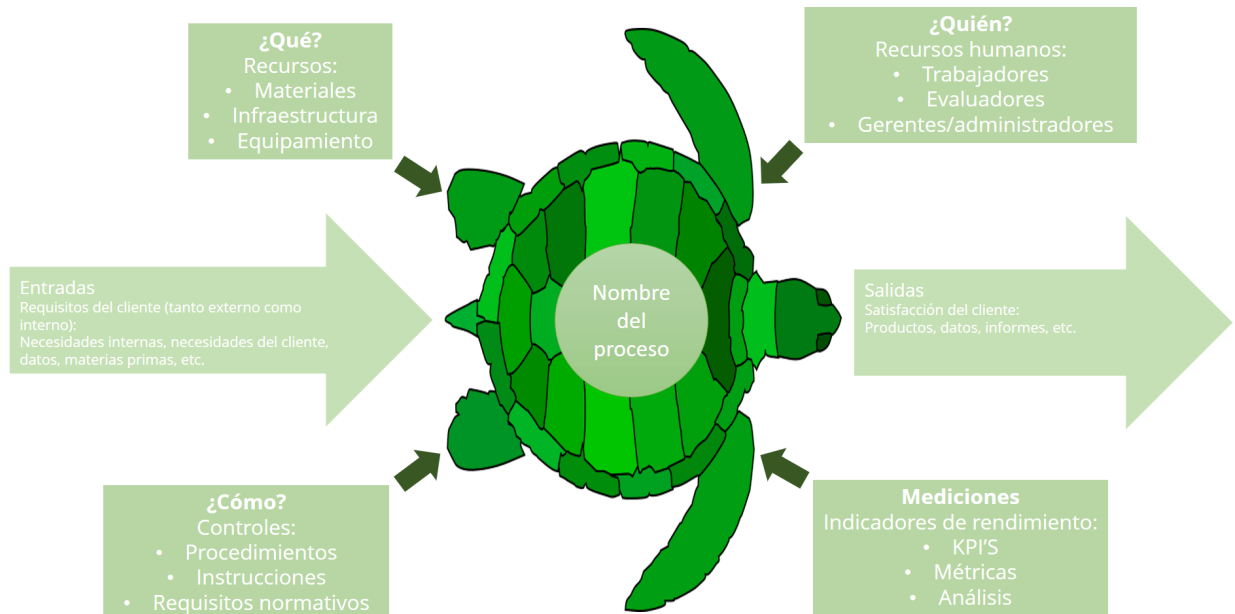 ¿Qué?
Recursos:
• Materiales
• Infraestructura
• Equipamiento
¿Quién?
Recursos humanos:
• Trabajadores
• Evaluadores
• Gerentes/administradores
Entradas
Requisitos del cliente (tanto externo como
interno):
Necesidades internas, necesidades del cliente,
datos, materias primas, etc.
Nombre
del
proceso
Salidas
Satisfacción del cliente:
Productos, datos, informes, etc.
¿Cómo?
Controles:
• Procedimientos
• Instrucciones
• Requisitos normativos
Mediciones
Indicadores de rendimiento:
• KPI'S
• Métricas
• Análisis